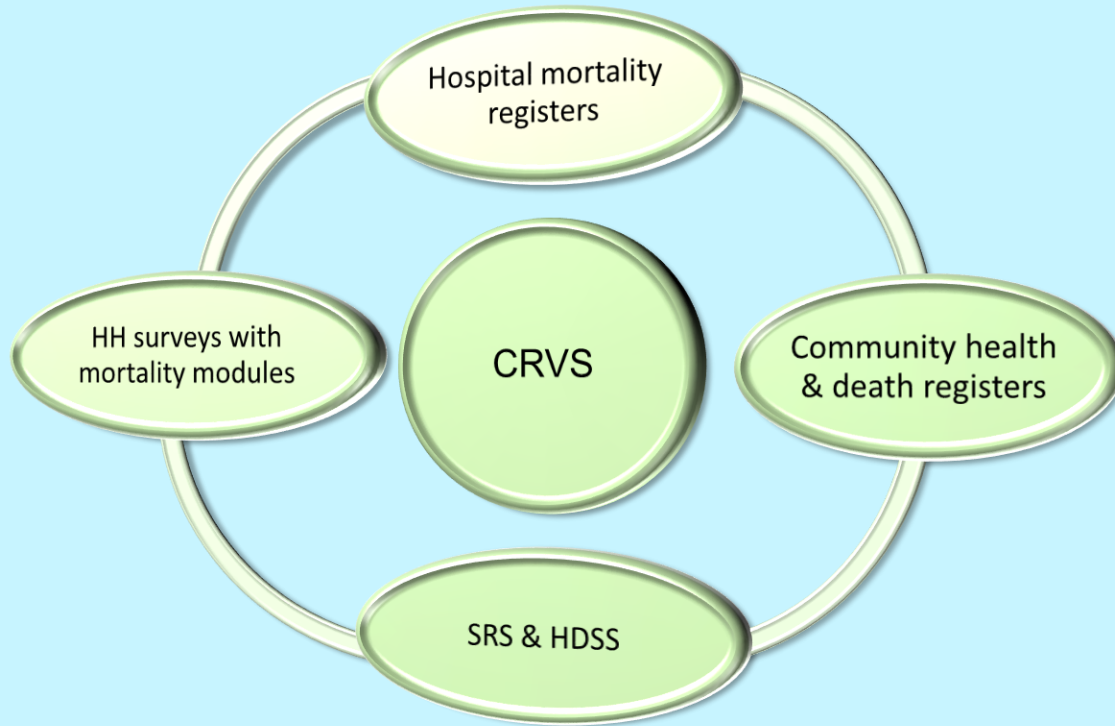 Hospital mortality
registers
HH surveys with
mortality modules
CRVS
Community health
& death registers
SRS & HDSS